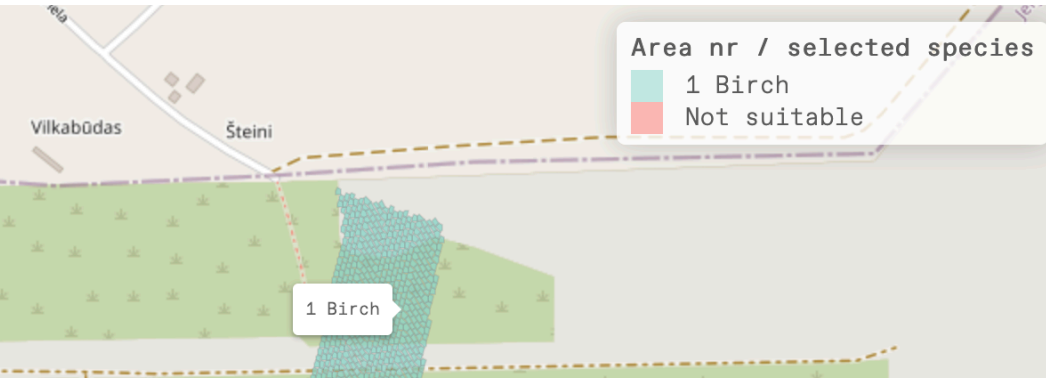 Area nr / selected species
1 Birch
Not suitable
Vilkabūdas
Šteini
1 Birch